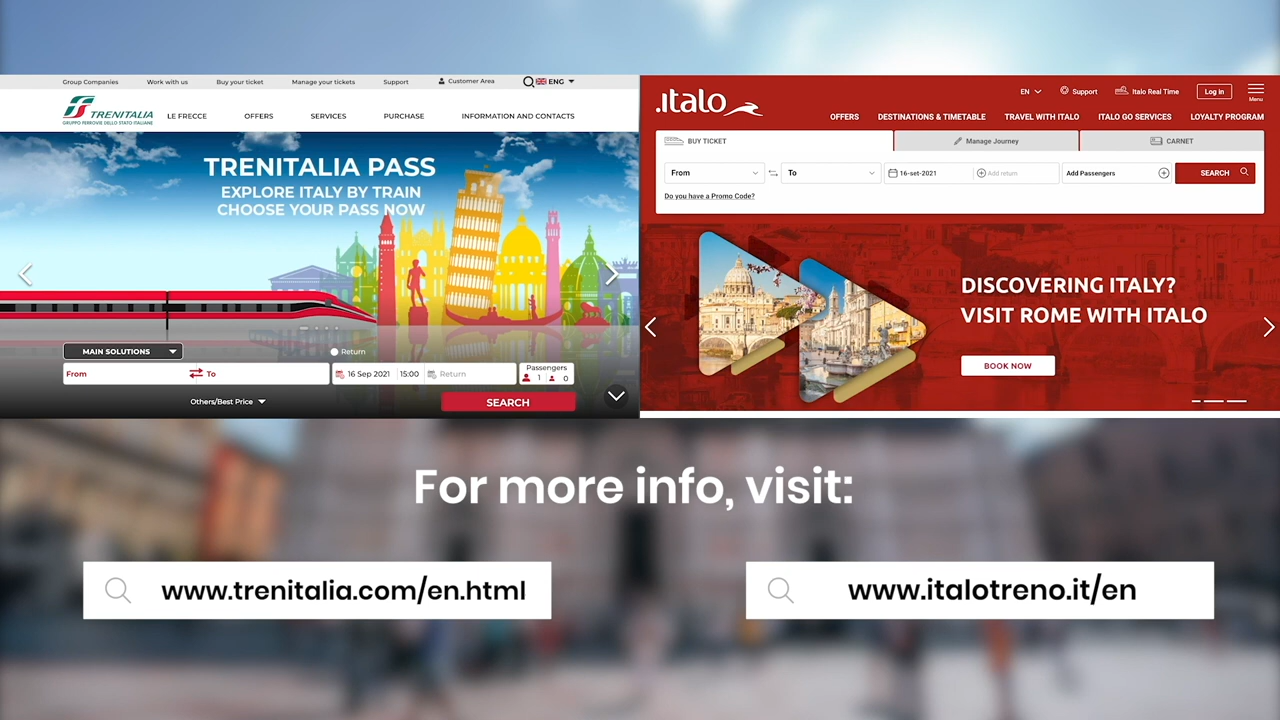 Group Companies
Work with us
Buy your ticket
Manage your tickets
Support
Customer Area
ENG
TRENITALIA
GRUPPO FERROVIE DELLO STATO ITALIANE
LE FRECCE
OFFERS
SERVICES
PURCHASE
INFORMATION AND CONTACTS
TRENITALIA PASS
EXPLORE ITALY BY TRAIN
CHOOSE YOUR PASS NOW
MAIN SOLUTIONS
Return
From
To
16 Sep 2021
15:00
Return
Passengers
1
0
Others/Best Price
SEARCH
.italo
EN
Support
Italo Real Time
Log in
Menu
OFFERS
DESTINATIONS & TIMETABLE
TRAVEL WITH ITALO
ITALO GO SERVICES
LOYALTY PROGRAM
BUY TICKET
Manage Journey
CARNET
From
To
16-set-2021
Add return
Add Passengers
SEARCH
Do you have a Promo Code?
DISCOVERING ITALY?
VISIT ROME WITH ITALO
BOOK NOW
For more info, visit:
www.trenitalia.com/en.html
www.italotreno.it/en